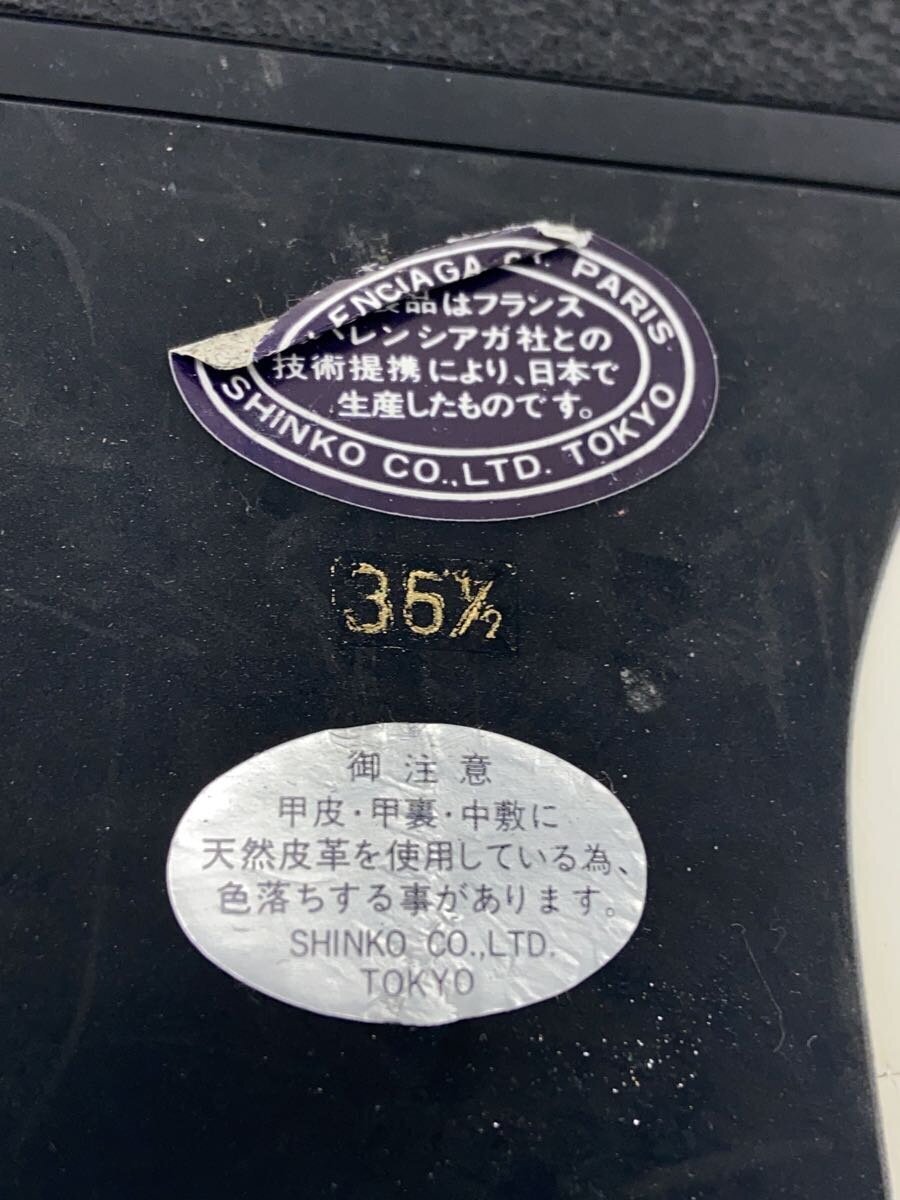 ENCIAGA PARIS
品はフランス
レンシアガ社との
技術提携により、日本で
生産したものです。
SHINKO CO.,LTD. TOKYO
36½
御注意
甲皮・甲裏・中敷に
天然皮革を使用している為、
色落ちする事があります。
SHINKO CO.,LTD.
TOKYO